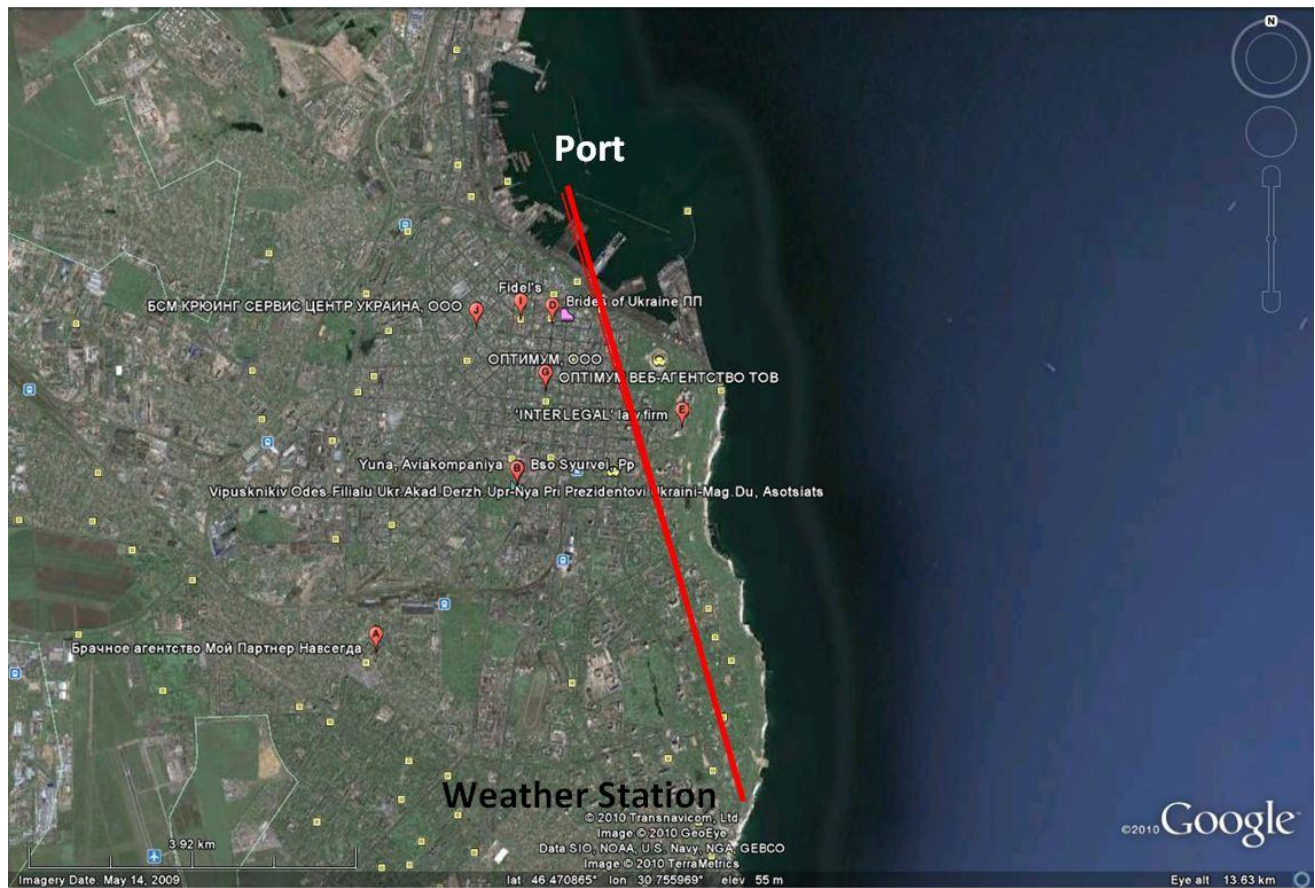 N
Port
Fidel's
I
D
Brides of Ukraine ПП
БСМ КРЮИНГ СЕРВИС ЦЕНТР УКРАИНА, ООО
J
ОПТИМУМ, ООО
G
ОПТІМУМ ВЕБ-АГЕНТСТВО ТОВ
E
'INTERLEGAL' law firm
Yuna, Aviakompaniya
B
Bso Syurvei, Pp
Vipusknikiv Odes.Filialu Ukr.Akad.Derzh.Upr-Nya Pri Prezidentovi Ukraini-Mag.Du, Asotsiats
A
Брачное агентство Мой Партнер Навсегда
Weather Station
© 2010 Transnavicom, Ltd
Image © 2010 GeoEye
Data SIO, NOAA, U.S. Navy, NGA, GEBCO
Image © 2010 TerraMetrics
©2010 Google
3.92 km
Imagery Date: May 14, 2009
lat 46.470865° lon 30.755969° elev 55 m
Eye alt 13.63 km